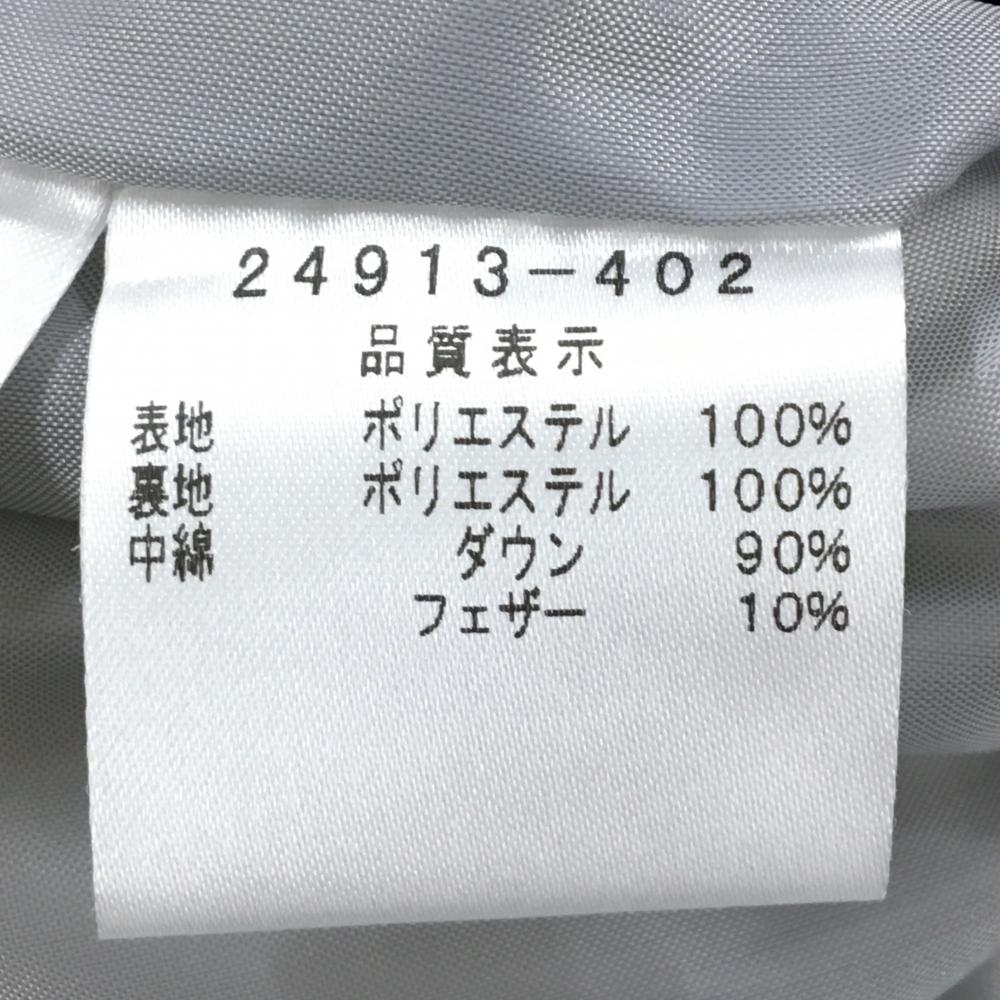 24913-402
品質表示
表地 ポリエステル 100%
裏地 ポリエステル 100%
中綿 ダウン 90%
フェザー 10%